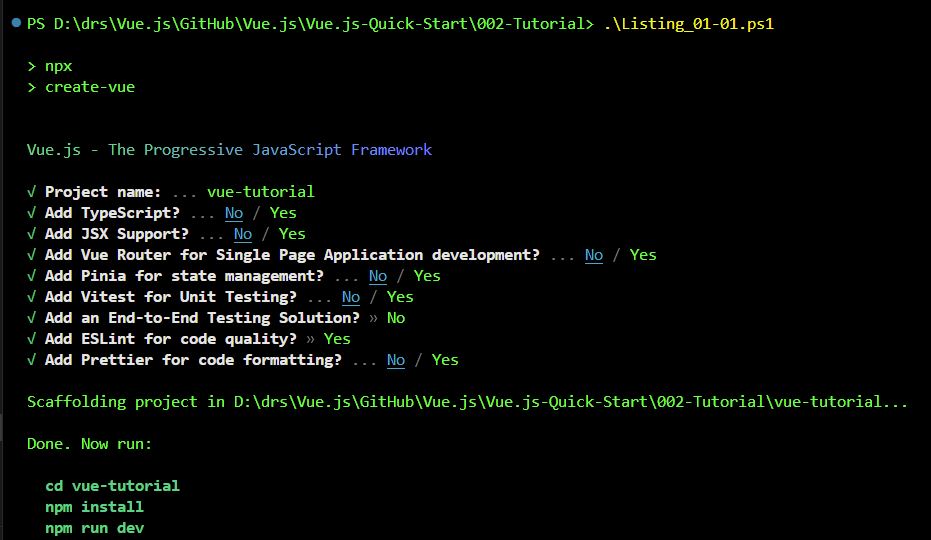 PS D:\drs\Vue.js\GitHub\Vue.js\Vue.js-Quick-Start\002-Tutorial> .\Listing_01-01.ps1
> npx
> create-vue
Vue.js - The Progressive JavaScript Framework
√ Project name: ... vue-tutorial
√ Add TypeScript? ... No / Yes
√ Add JSX Support? ... No / Yes
√ Add Vue Router for Single Page Application development? ... No / Yes
√ Add Pinia for state management? ... No / Yes
√ Add Vitest for Unit Testing? ... No / Yes
√ Add an End-to-End Testing Solution? » No
√ Add ESLint for code quality? » Yes
√ Add Prettier for code formatting? ... No / Yes
Scaffolding project in D:\drs\Vue.js\GitHub\Vue.js\Vue.js-Quick-Start\002-Tutorial\vue-tutorial...
Done. Now run:
cd vue-tutorial
npm install
npm run dev